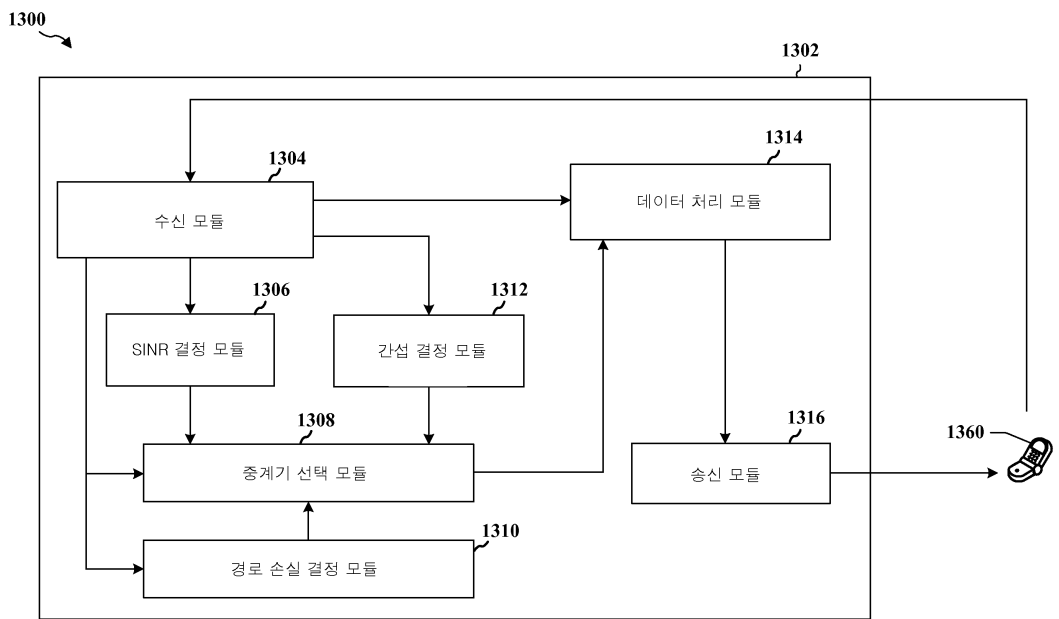 1300
1302
1304
수신 모듈
1314
데이터 처리 모듈
1306
SINR 결정 모듈
1312
간섭 결정 모듈
1308
중계기 선택 모듈
1316
송신 모듈
1360
1310
경로 손실 결정 모듈